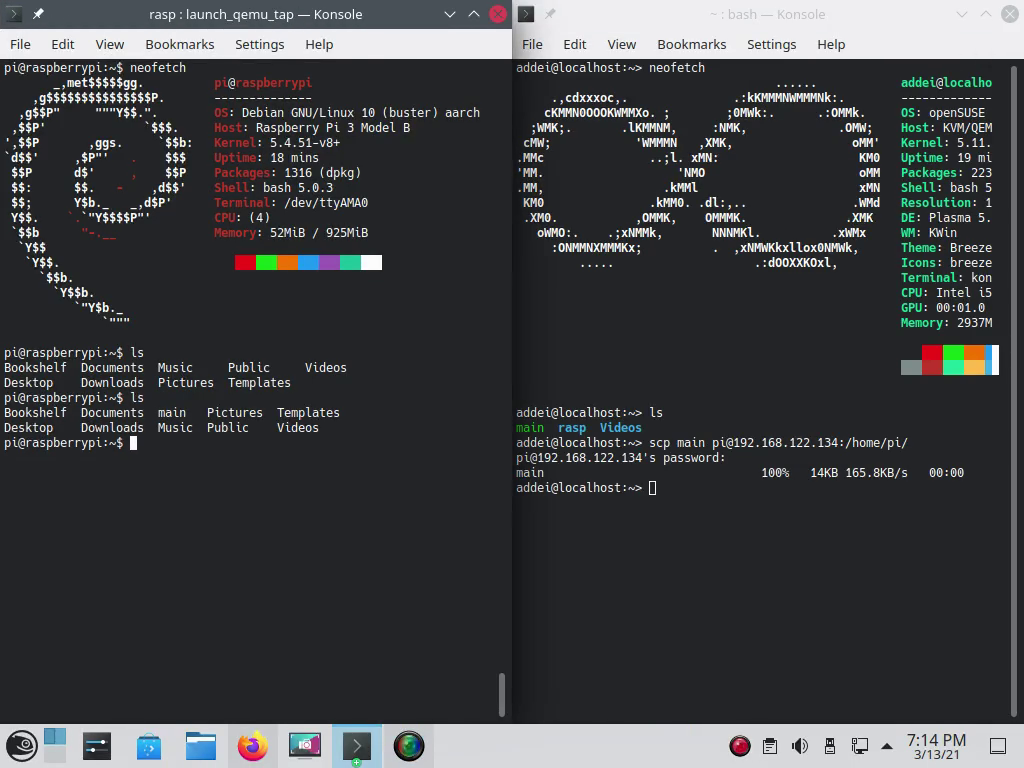 rasp : launch_qemu_tap — Konsole
File Edit View Bookmarks Settings Help
pi@raspberrypi:~$ neofetch
pi@raspberrypi
--------------
OS: Debian GNU/Linux 10 (buster) aarch
Host: Raspberry Pi 3 Model B
Kernel: 5.4.51-v8+
Uptime: 18 mins
Packages: 1316 (dpkg)
Shell: bash 5.0.3
Terminal: /dev/ttyAMA0
CPU: (4)
Memory: 52MiB / 925MiB
pi@raspberrypi:~$ ls
Bookshelf Documents Music Public Videos
Desktop Downloads Pictures Templates
pi@raspberrypi:~$ ls
Bookshelf Documents main Pictures Templates
Desktop Downloads Music Public Videos
pi@raspberrypi:~$
~ : bash — Konsole
File Edit View Bookmarks Settings Help
addei@localhost:~> neofetch
addei@localho
-------------
OS: openSUSE
Host: KVM/QEM
Kernel: 5.11.
Uptime: 19 mi
Packages: 223
Shell: bash 5
Resolution: 1
DE: Plasma 5.
WM: KWin
Theme: Breeze
Icons: breeze
Terminal: kon
CPU: Intel i5
GPU: 00:01.0
Memory: 2937M
addei@localhost:~> ls
main rasp Videos
addei@localhost:~> scp main pi@192.168.122.134:/home/pi/
pi@192.168.122.134's password:
main 100% 14KB 165.8KB/s 00:00
addei@localhost:~>
7:14 PM
3/13/21